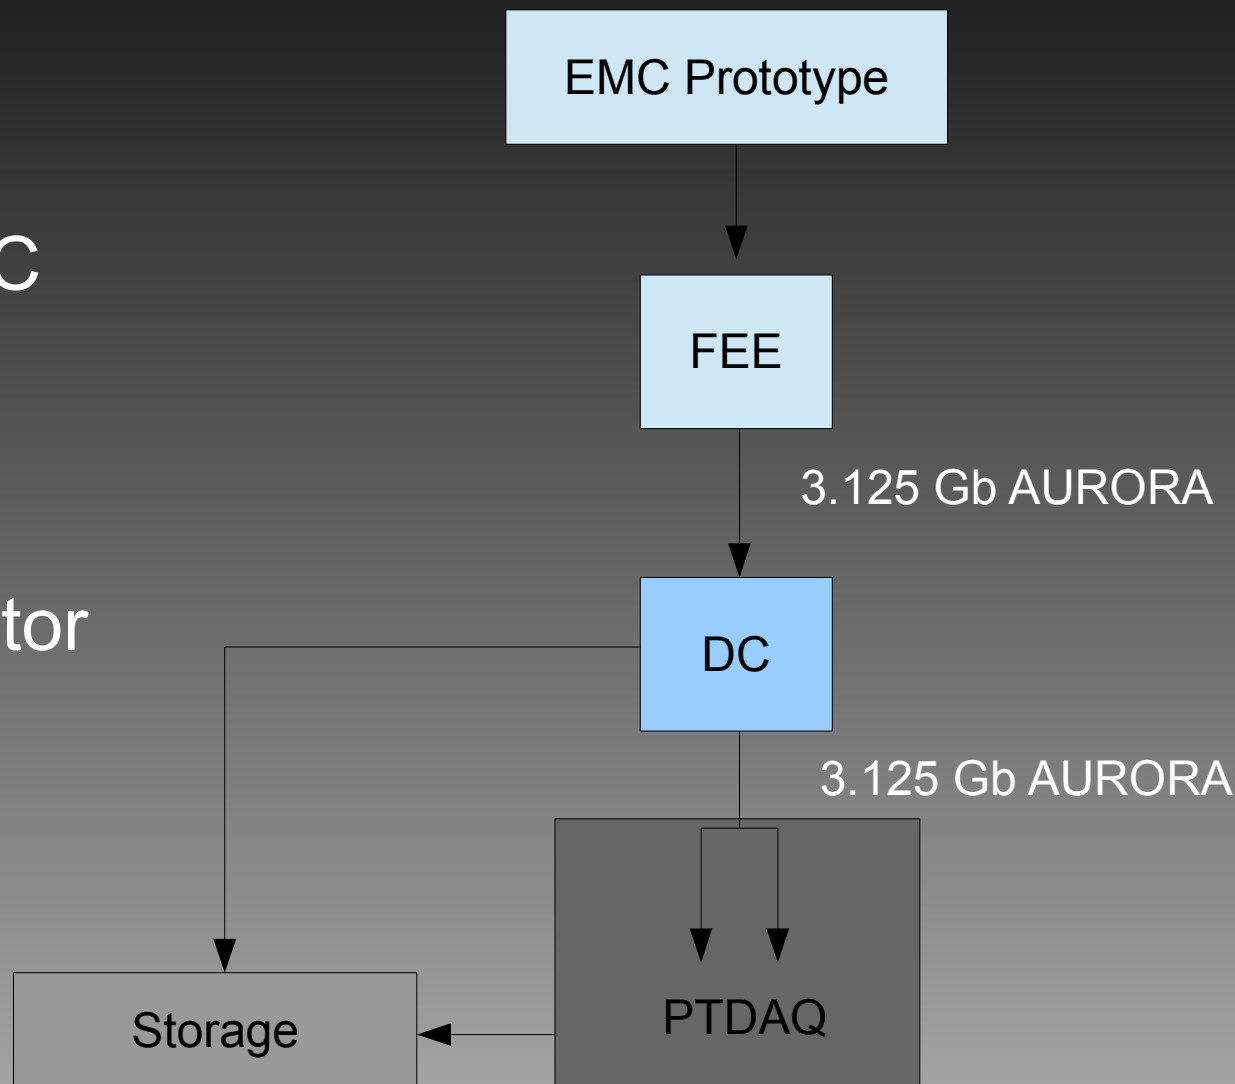 EMC Prototype
C
FEE
3.125 Gb AURORA
tor
DC
3.125 Gb AURORA
Storage
PTDAQ